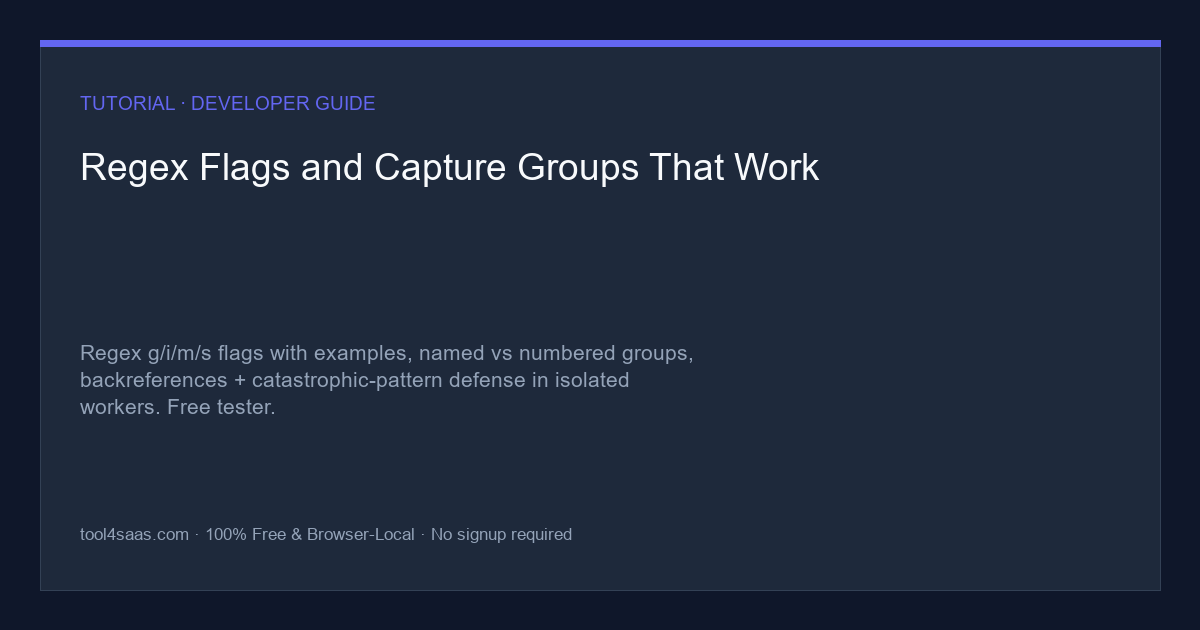 TUTORIAL · DEVELOPER GUIDE
Regex Flags and Capture Groups That Work
Regex g/i/m/s flags with examples, named vs numbered groups,
backreferences + catastrophic-pattern defense in isolated
workers. Free tester.
tool4saas.com · 100% Free & Browser-Local · No signup required